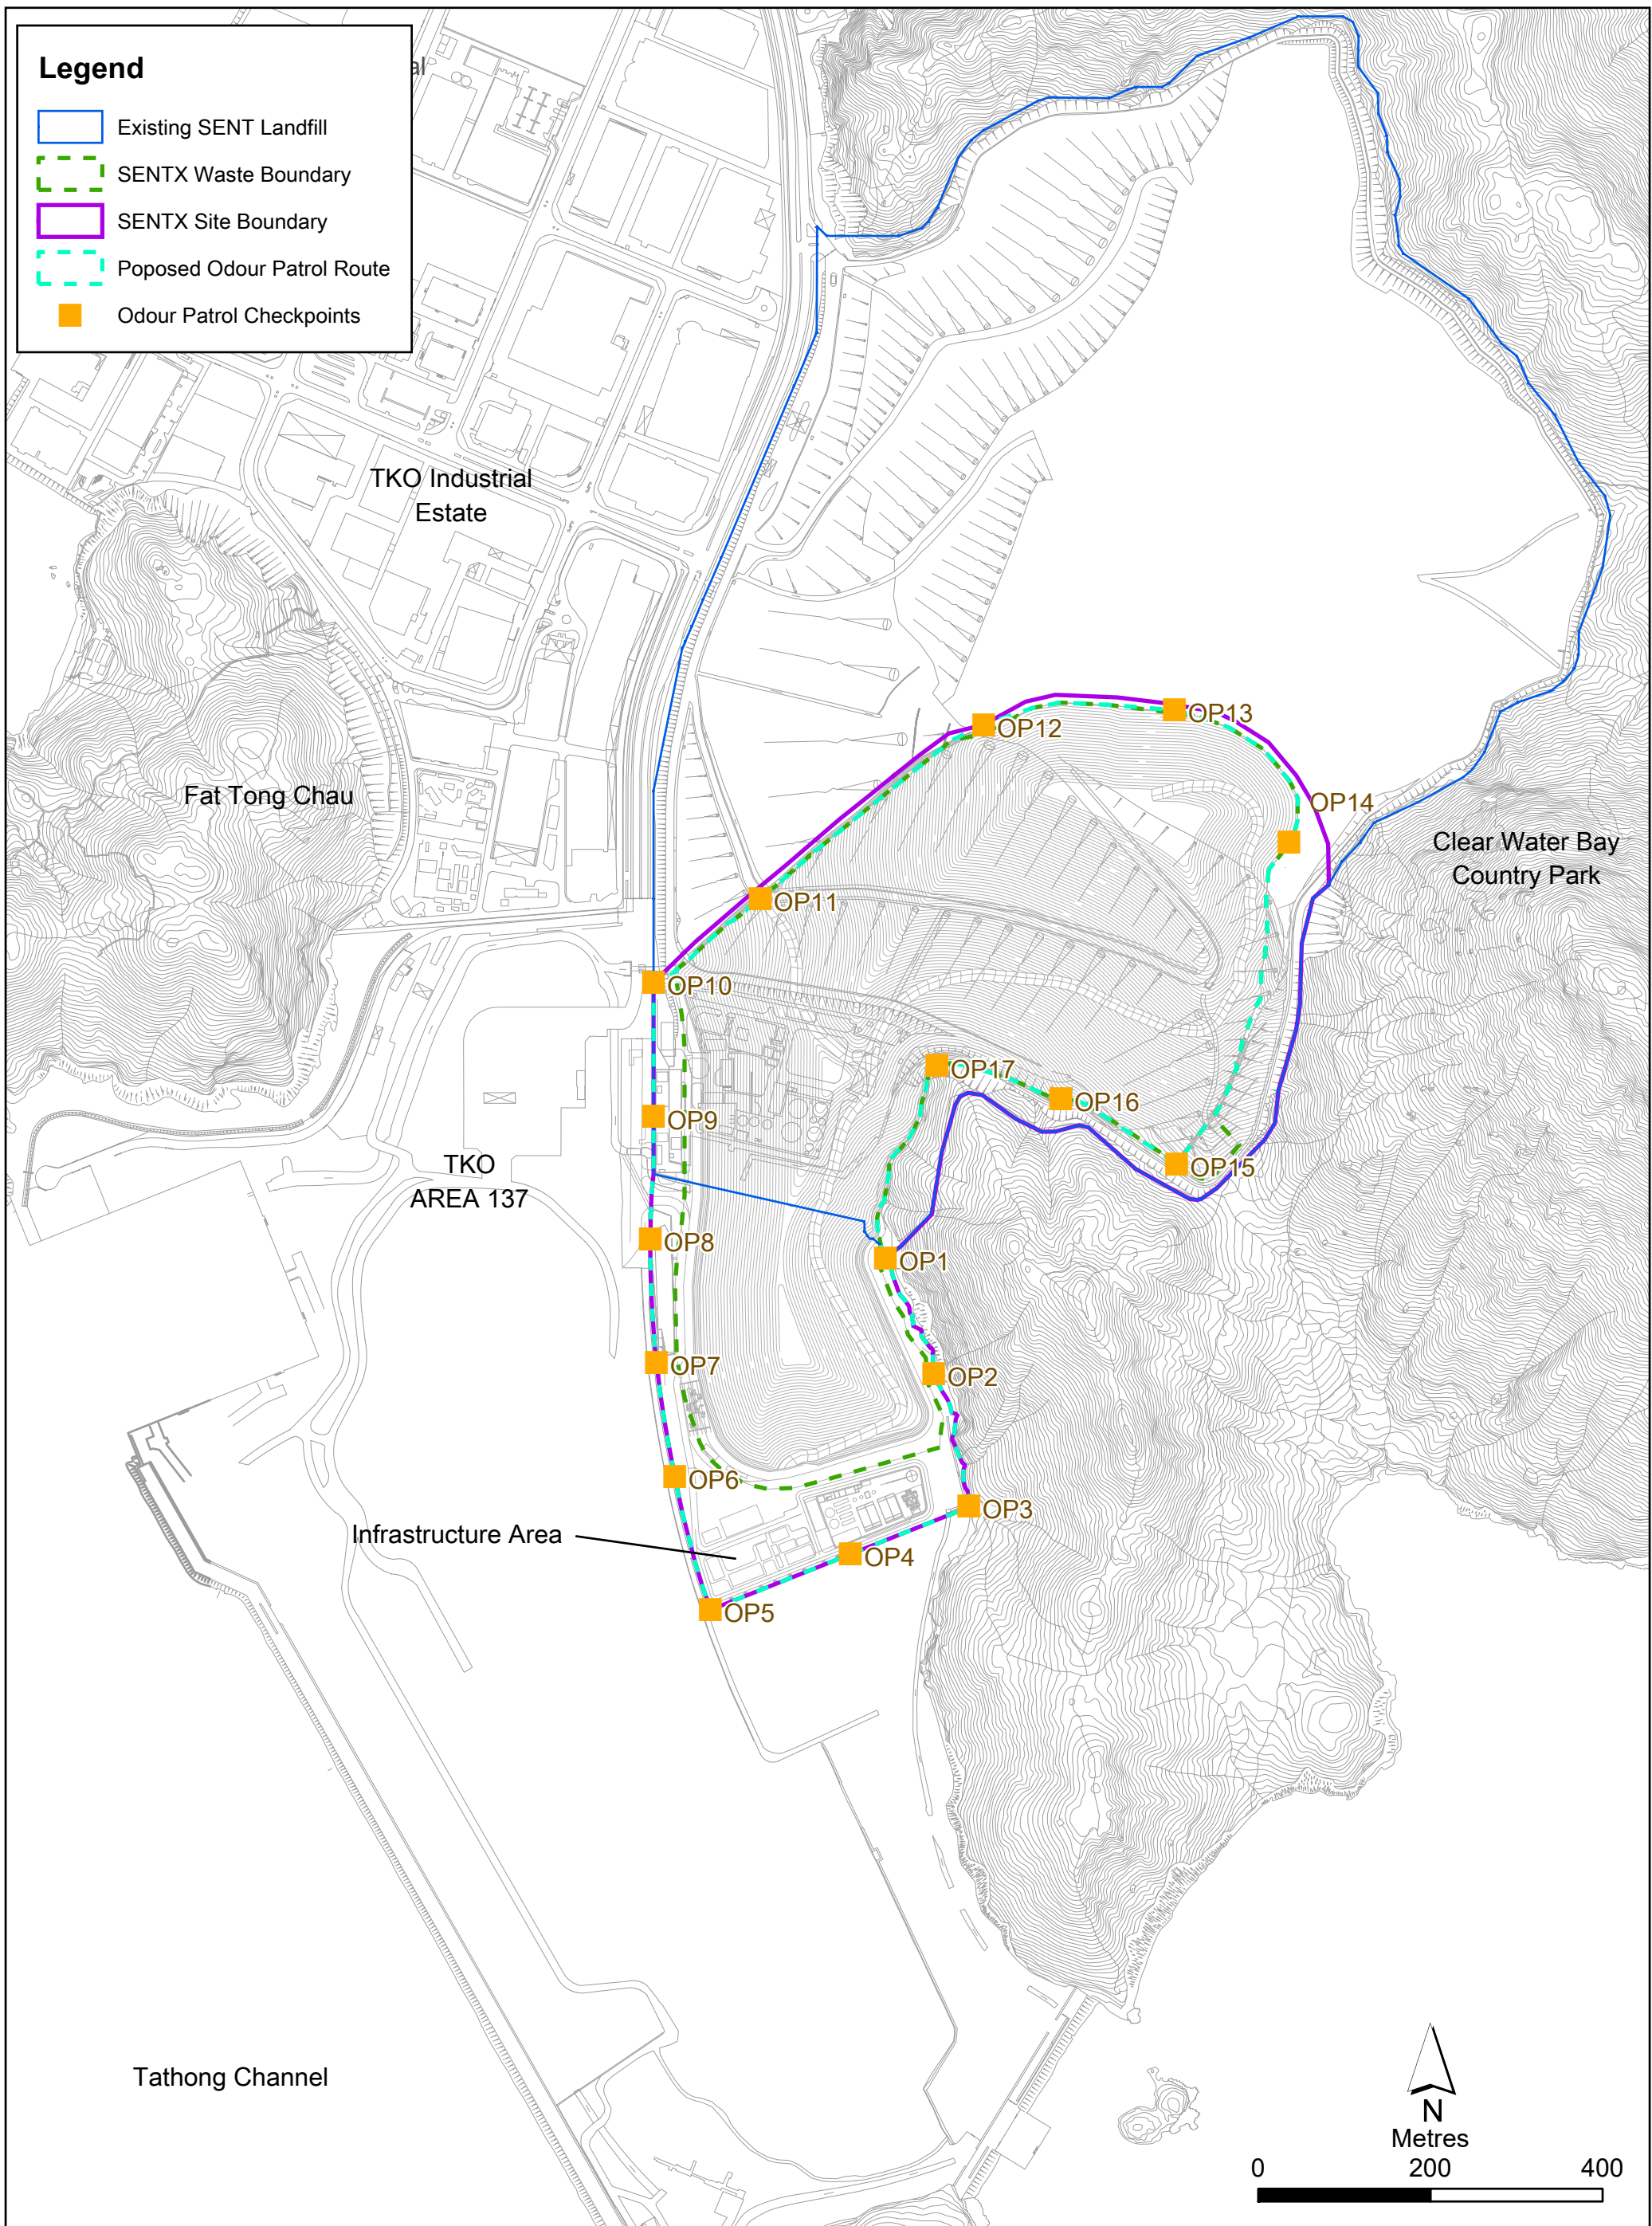 Legend
al
Existing SENT Landfill
SENTX Waste Boundary
SENTX Site Boundary
Poposed Odour Patrol Route
Odour Patrol Checkpoints
TKO Industrial
Estate
Fat Tong Chau
OP12
OP13
OP14
Clear Water Bay
Country Park
OP11
OP10
OP17
OP16
OP9
OP15
TKO
AREA 137
OP8
OP1
OP7
OP2
OP6
OP3
Infrastructure Area
OP4
OP5
Tathong Channel
N
Metres
0 200 400